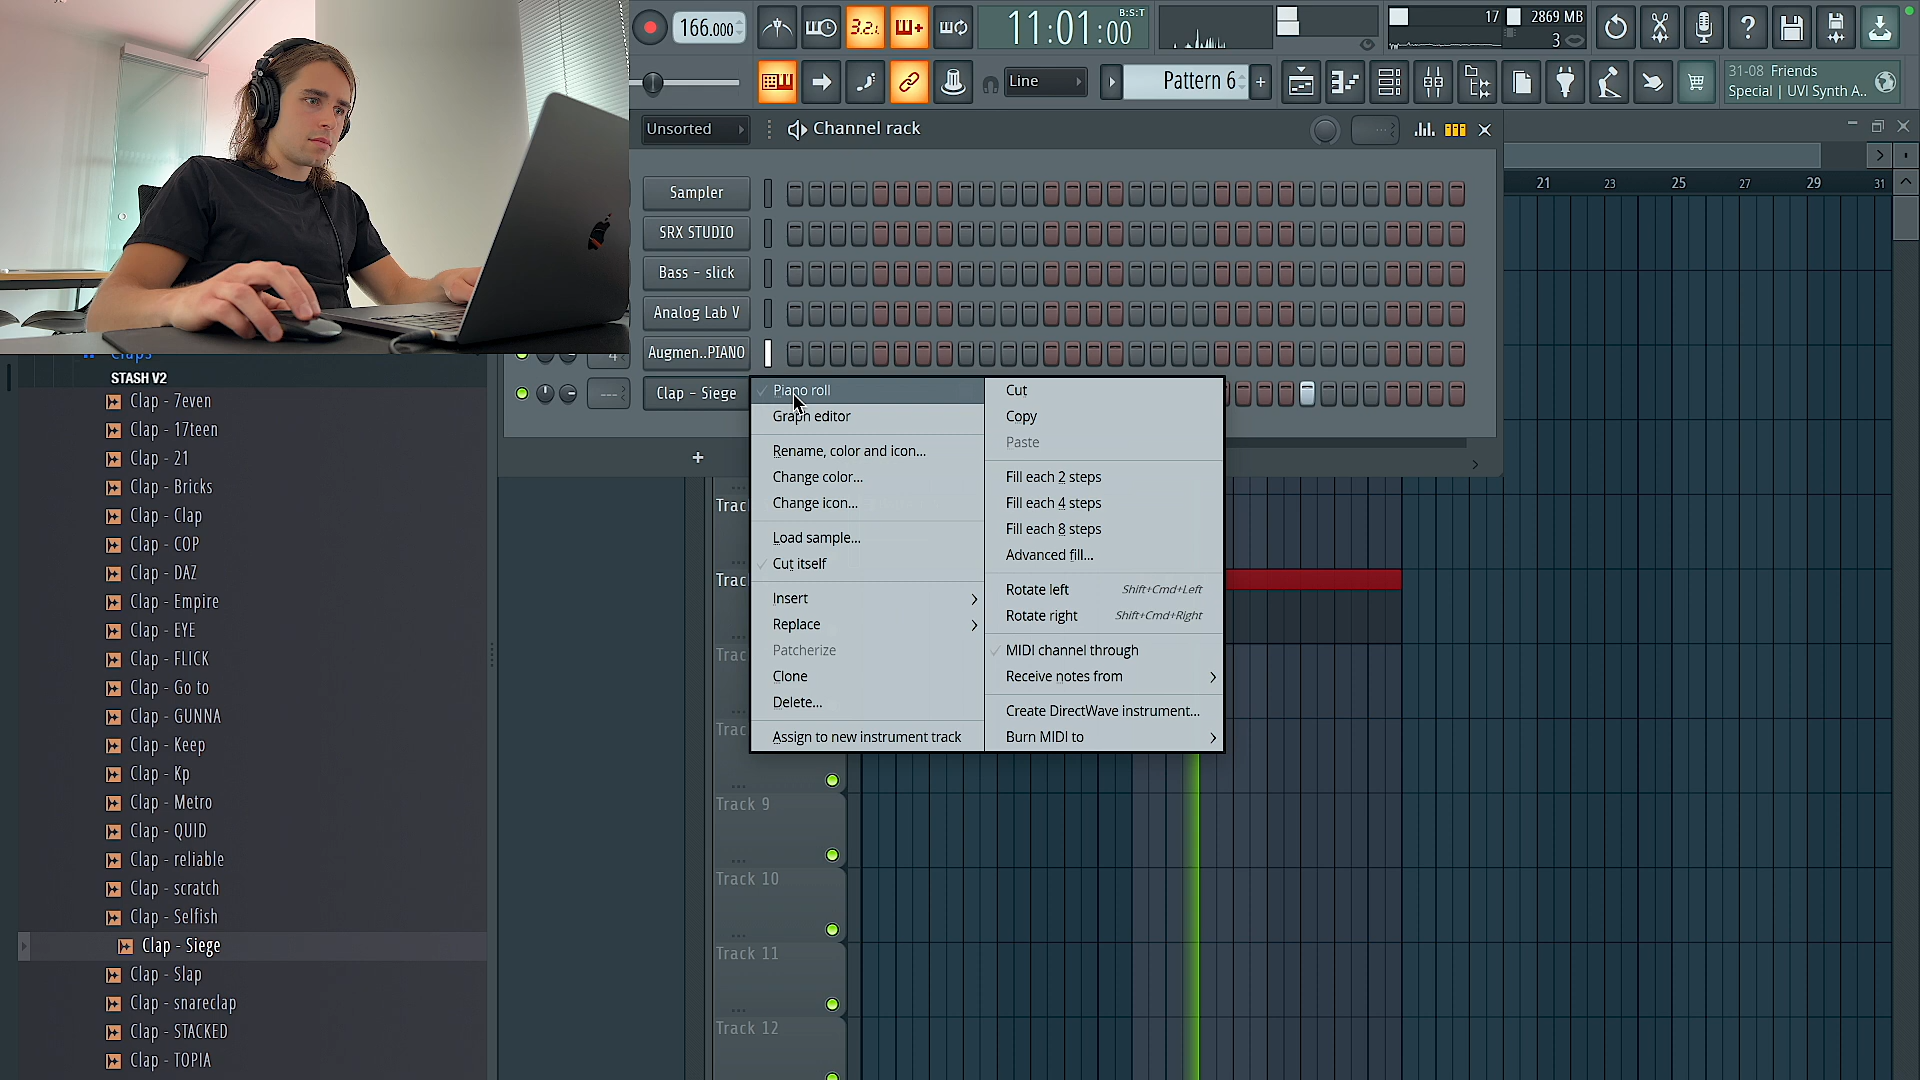 166.000
3.2.1
11:01:00
B:S:T
17
2869 MB
3
Line
Pattern 6
31-08 Friends
Special | UVI Synth A..
Unsorted
Channel rack
21
23
25
27
29
31
Sampler
SRX STUDIO
Bass - slick
Analog Lab V
Augmen..PIANO
4
Clap - Siege
---
Claps
STASH V2
Clap - 7even
Clap - 17teen
Clap - 21
Clap - Bricks
Clap - Clap
Clap - COP
Clap - DAZ
Clap - Empire
Clap - EYE
Clap - FLICK
Clap - Go to
Clap - GUNNA
Clap - Keep
Clap - Kp
Clap - Metro
Clap - QUID
Clap - reliable
Clap - scratch
Clap - Selfish
Clap - Siege
Clap - Slap
Clap - snareclap
Clap - STACKED
Clap - TOPIA
Piano roll
Graph editor
Rename, color and icon...
Change color...
Change icon...
Load sample...
Cut itself
Insert
Replace
Patcherize
Clone
Delete...
Assign to new instrument track
Cut
Copy
Paste
Fill each 2 steps
Fill each 4 steps
Fill each 8 steps
Advanced fill...
Rotate left Shift+Cmd+Left
Rotate right Shift+Cmd+Right
MIDI channel through
Receive notes from
Create DirectWave instrument...
Burn MIDI to
Trac
Trac
Trac
Trac
Track 9
Track 10
Track 11
Track 12